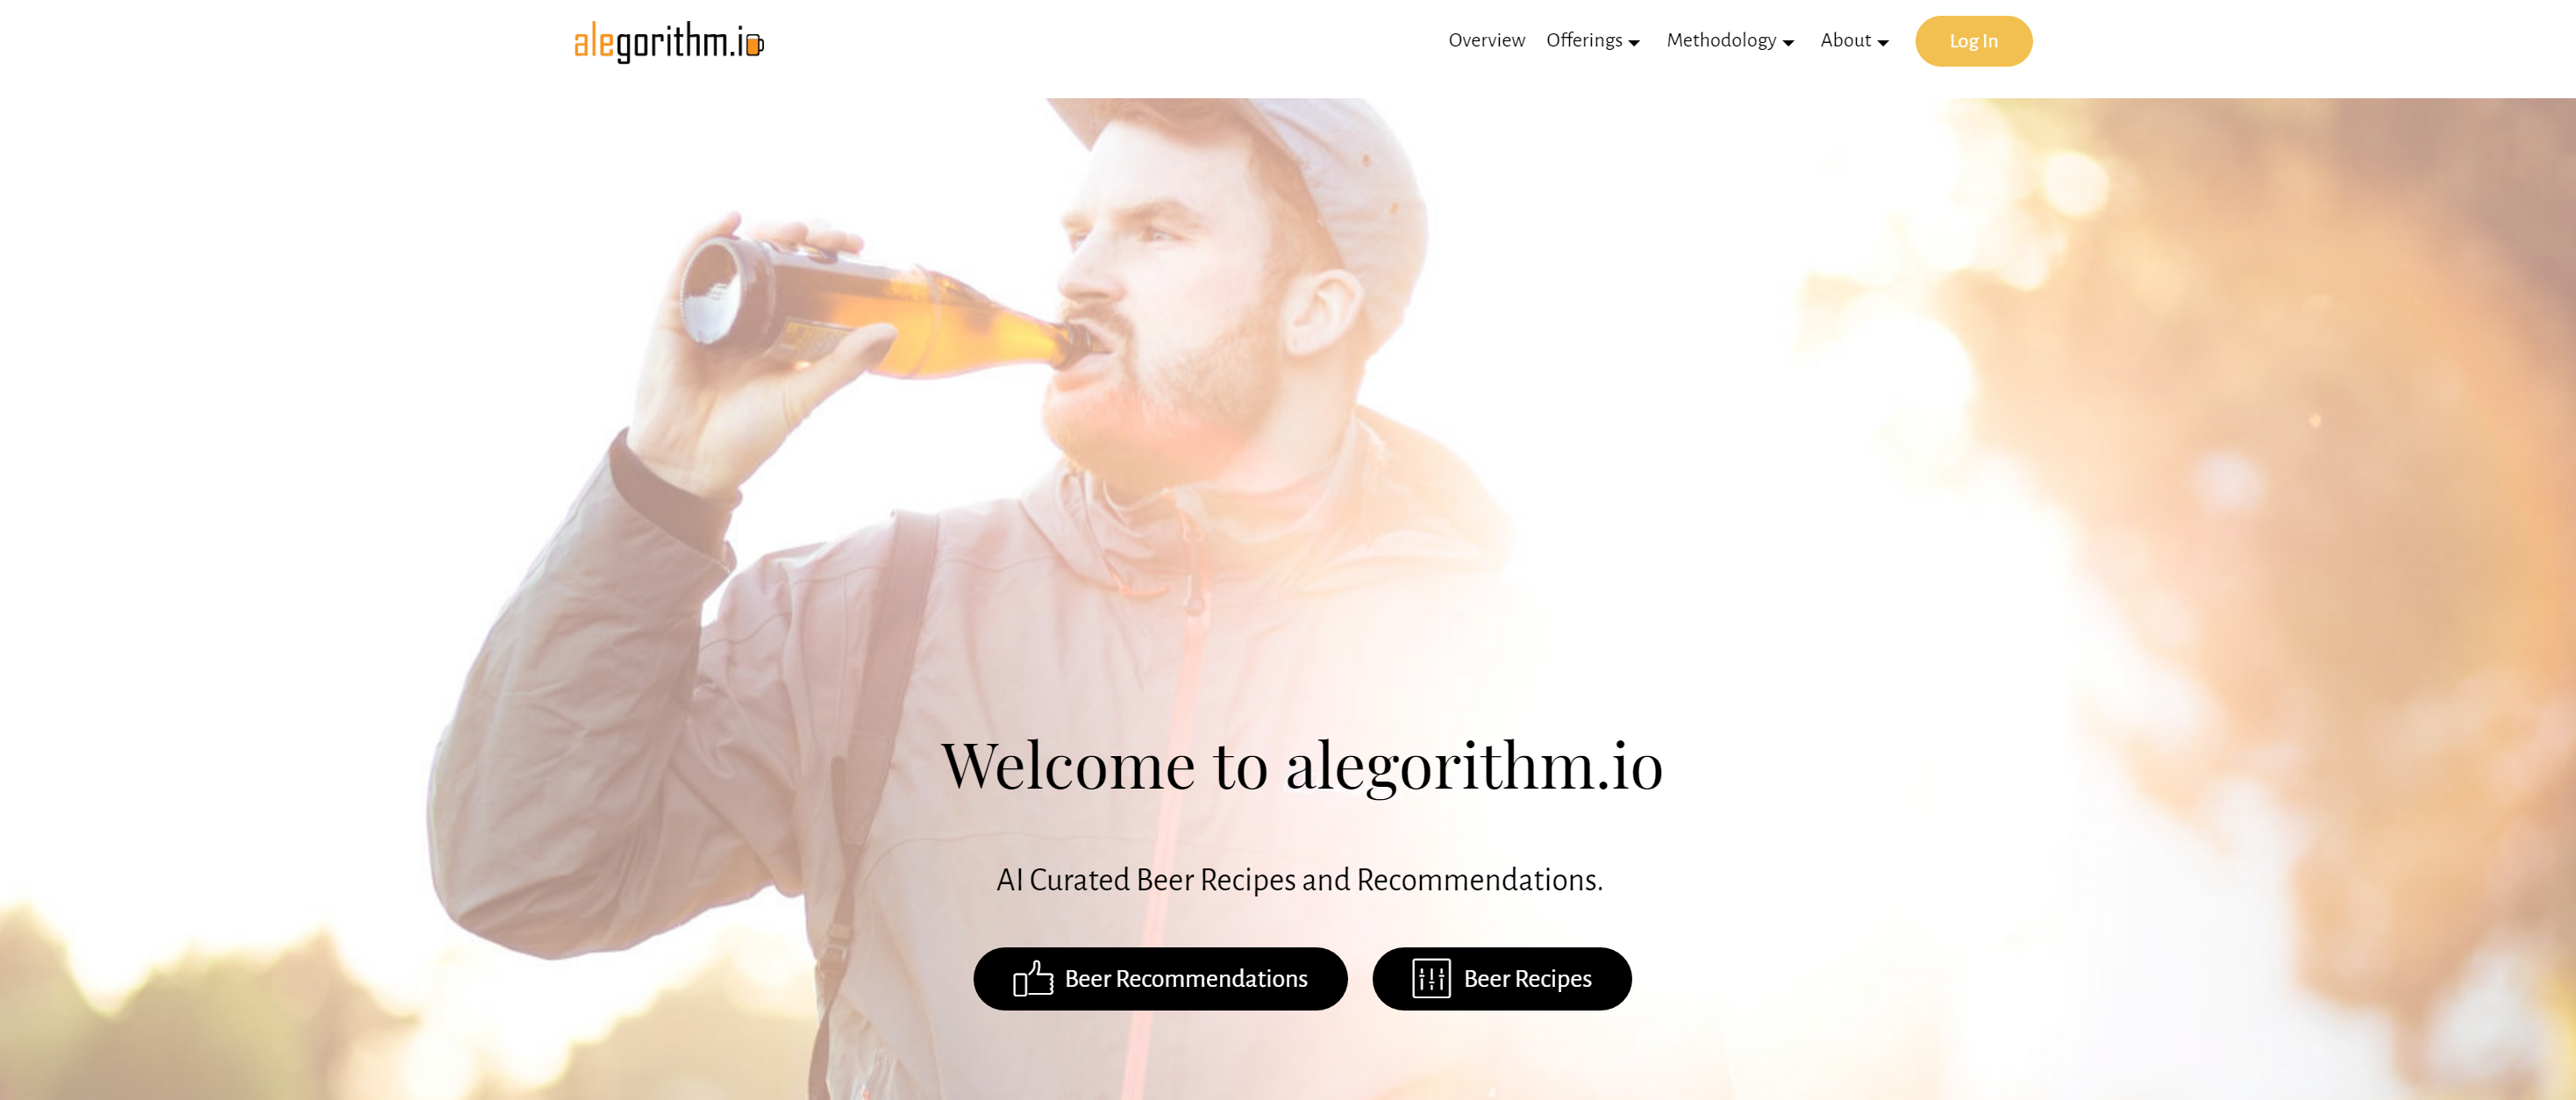 alegorithm.io
Overview Offerings Methodology About Log In
Welcome to alegorithm.io
AI Curated Beer Recipes and Recommendations.
Beer Recommendations Beer Recipes